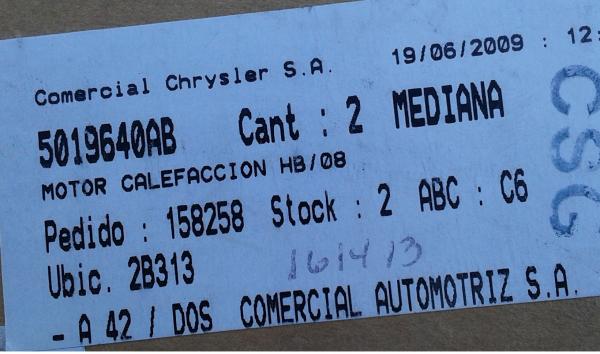 Comercial Chrysler S.A. 19/06/2009 : 12:
5019640AB Cant : 2 MEDIANA
MOTOR CALEFACCION HB/08
Pedido : 158258 Stock : 2 ABC : C6
Ubic. 2B313
161413
- A 42 / DOS COMERCIAL AUTOMOTRIZ S.A.
CSG